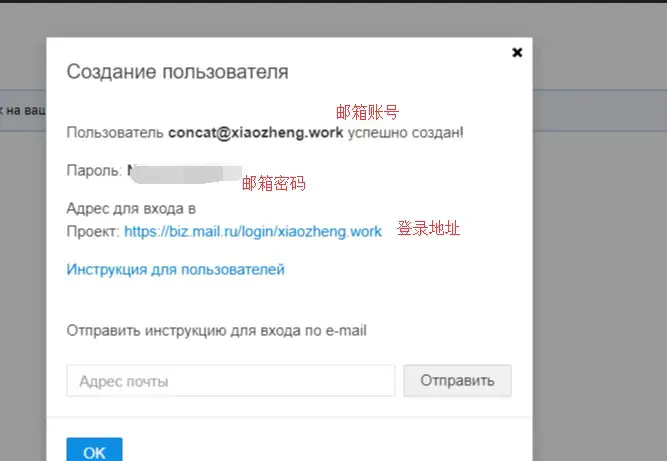 Создание пользователя
к на ваш
邮箱账号
Пользователь concat@xiaozheng.work успешно создан!
Пароль:
邮箱密码
Адрес для входа в
Проект: https://biz.mail.ru/login/xiaozheng.work 登录地址
Инструкция для пользователей
Отправить инструкцию для входа по e-mail
Адрес почты Отправить
OK